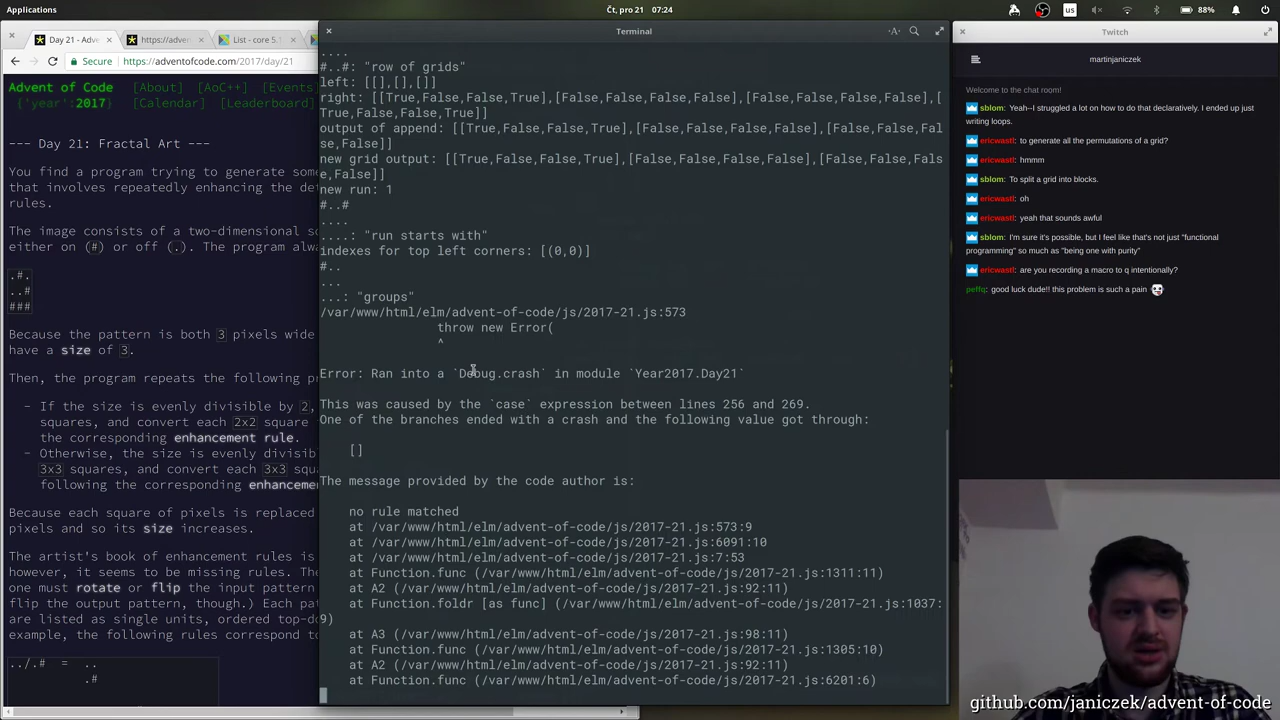 Applications
Čt, pro 21 07:24
us
88%
Day 21 - Adv
https://adven
List - core 5.1
Secure https://adventofcode.com/2017/day/21
Advent of Code
[About] [AoC++] [Events]
{'year':2017}
[Calendar] [Leaderboard]
--- Day 21: Fractal Art ---
You find a program trying to generate some
that involves repeatedly enhancing the det
rules.
The image consists of a two-dimensional sq
either on (#) or off (.). The program alwa
.#.
..#
###
Because the pattern is both 3 pixels wide
have a size of 3.
Then, the program repeats the following p
- If the size is evenly divisible by 2,
squares, and convert each 2x2 square
the corresponding enhancement rule.
- Otherwise, the size is evenly divisib
3x3 squares, and convert each 3x3 sq
following the corresponding enhancem
Because each square of pixels is replaced
pixels and so its size increases.
The artist's book of enhancement rules is
however, it seems to be missing rules. The
one must rotate or flip the input pattern
flip the output pattern, though.) Each pat
are listed as single units, ordered top-do
example, the following rules correspond to
../.# = ..
.#
Terminal
....
#..#: "row of grids"
left: [[],[],[]]
right: [[True,False,False,True],[False,False,False,False],[False,False,False,False],[
True,False,False,True]]
output of append: [[True,False,False,True],[False,False,False,False],[False,False,Fal
se,False]]
new grid output: [[True,False,False,True],[False,False,False,False],[False,False,Fals
e,False]]
new run: 1
#..#
....
....: "run starts with"
indexes for top left corners: [(0,0)]
#..
...
...: "groups"
/var/www/html/elm/advent-of-code/js/2017-21.js:573
throw new Error(
^
Error: Ran into a `Debug.crash` in module `Year2017.Day21`
This was caused by the `case` expression between lines 256 and 269.
One of the branches ended with a crash and the following value got through:
[]
The message provided by the code author is:
no rule matched
at /var/www/html/elm/advent-of-code/js/2017-21.js:573:9
at /var/www/html/elm/advent-of-code/js/2017-21.js:6091:10
at /var/www/html/elm/advent-of-code/js/2017-21.js:7:53
at Function.func (/var/www/html/elm/advent-of-code/js/2017-21.js:1311:11)
at A2 (/var/www/html/elm/advent-of-code/js/2017-21.js:92:11)
at Function.foldr [as func] (/var/www/html/elm/advent-of-code/js/2017-21.js:1037:
9)
at A3 (/var/www/html/elm/advent-of-code/js/2017-21.js:98:11)
at Function.func (/var/www/html/elm/advent-of-code/js/2017-21.js:1305:10)
at A2 (/var/www/html/elm/advent-of-code/js/2017-21.js:92:11)
at Function.func (/var/www/html/elm/advent-of-code/js/2017-21.js:6201:6)
Twitch
martinjaniczek
Welcome to the chat room!
sblom: Yeah--I struggled a lot on how to do that declaratively. I ended up just
writing loops.
ericwastl: to generate all the permutations of a grid?
ericwastl: hmmm
sblom: To split a grid into blocks.
ericwastl: oh
ericwastl: yeah that sounds awful
sblom: I'm sure it's possible, but I feel like that's not just "functional
programming" so much as "being one with purity"
ericwastl: are you recording a macro to q intentionally?
peffq: good luck dude!! this problem is such a pain
github.com/janiczek/advent-of-code